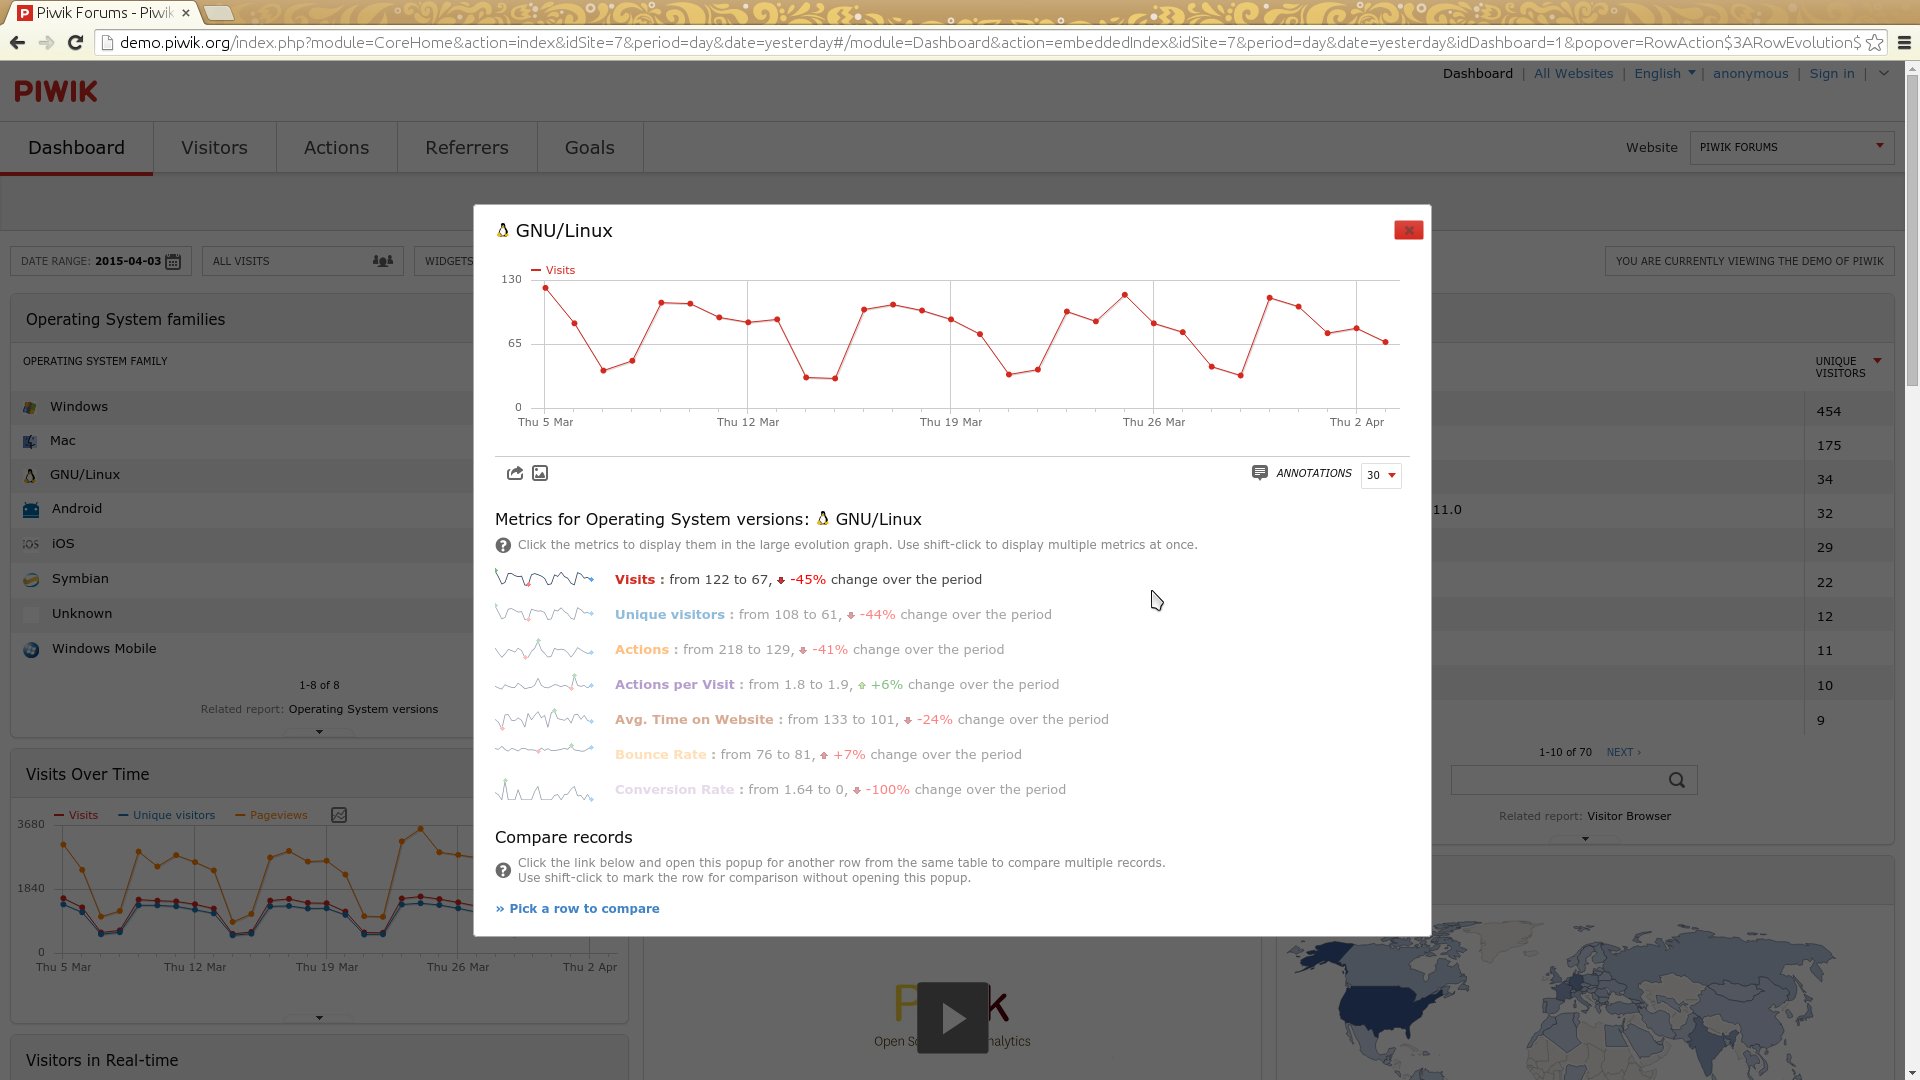 Piwik Forums - Piwik
demo.piwik.org/index.php?module=CoreHome&action=index&idSite=7&period=day&date=yesterday#/module=Dashboard&action=embeddedIndex&idSite=7&period=day&date=yesterday&idDashboard=1&popover=RowAction$3ARowEvolution$
Dashboard | All Websites | English | anonymous | Sign in |
PIWIK
Dashboard Visitors Actions Referrers Goals
Website PIWIK FORUMS
DATE RANGE: 2015-04-03
ALL VISITS
WIDGETS
YOU ARE CURRENTLY VIEWING THE DEMO OF PIWIK
Operating System families
OPERATING SYSTEM FAMILY
Windows
Mac
GNU/Linux
Android
iOS
Symbian
Unknown
Windows Mobile
1-8 of 8
Related report: Operating System versions
Visits Over Time
Visits Unique visitors Pageviews
3680
1840
0
Thu 5 Mar Thu 12 Mar Thu 19 Mar Thu 26 Mar Thu 2 Apr
Visitors in Real-time
GNU/Linux
Visits
130
65
0
Thu 5 Mar Thu 12 Mar Thu 19 Mar Thu 26 Mar Thu 2 Apr
ANNOTATIONS 30
Metrics for Operating System versions: GNU/Linux
Click the metrics to display them in the large evolution graph. Use shift-click to display multiple metrics at once.
Visits : from 122 to 67, -45% change over the period
Unique visitors : from 108 to 61, -44% change over the period
Actions : from 218 to 129, -41% change over the period
Actions per Visit : from 1.8 to 1.9, +6% change over the period
Avg. Time on Website : from 133 to 101, -24% change over the period
Bounce Rate : from 76 to 81, +7% change over the period
Conversion Rate : from 1.64 to 0, -100% change over the period
Compare records
Click the link below and open this popup for another row from the same table to compare multiple records.
Use shift-click to mark the row for comparison without opening this popup.
» Pick a row to compare
UNIQUE
VISITORS
454
175
34
11.0 32
29
22
12
11
10
9
1-10 of 70 NEXT ›
Related report: Visitor Browser
P k
Open So nalytics